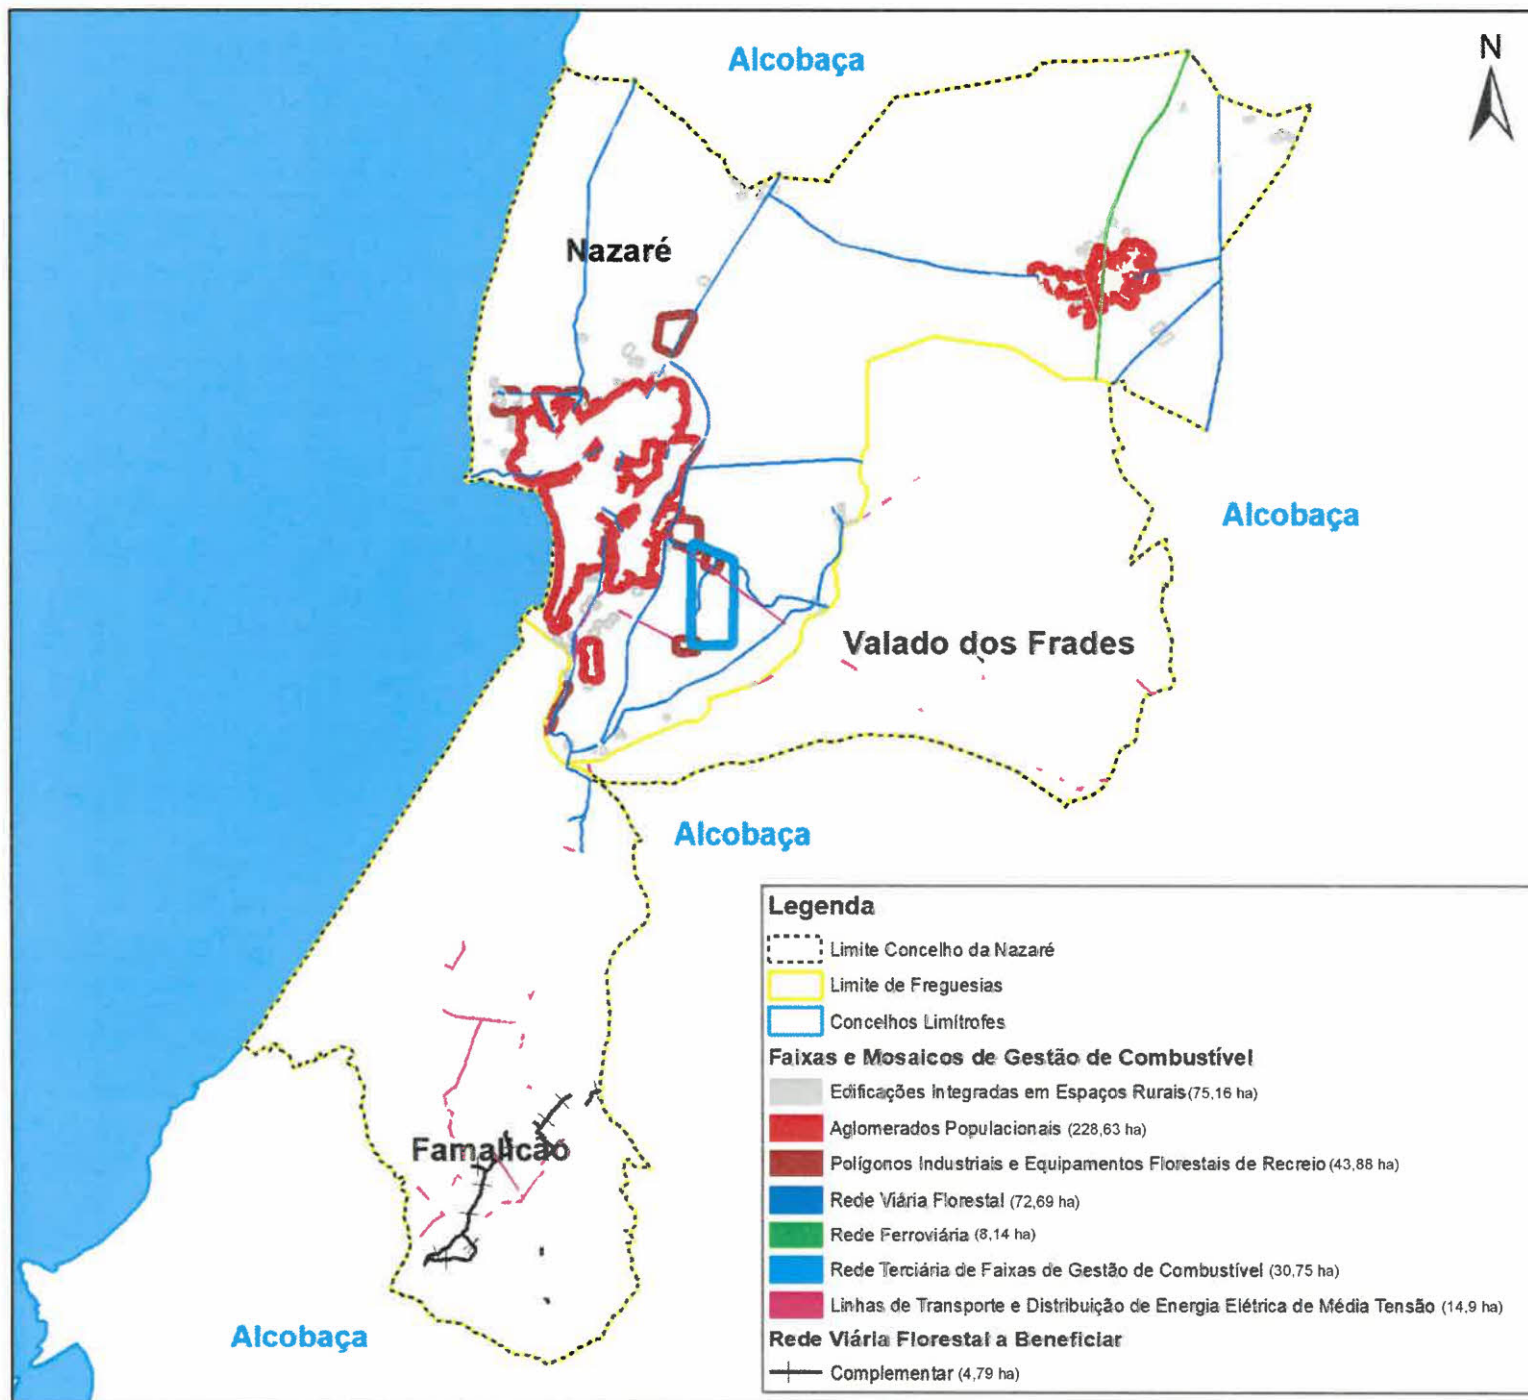 Alcobaça
N
Nazaré
Alcobaça
Valado dos Frades
Alcobaça
Famalicão
Alcobaça
Legenda
Limite Concelho da Nazaré
Limite de Freguesias
Concelhos Limítrofes
Faixas e Mosaicos de Gestão de Combustível
Edificações Integradas em Espaços Rurais (75,16 ha)
Aglomerados Populacionais (228,63 ha)
Polígonos Industriais e Equipamentos Florestais de Recreio (43,88 ha)
Rede Viária Florestal (72,69 ha)
Rede Ferroviária (8,14 ha)
Rede Terciária de Faixas de Gestão de Combustível (30,75 ha)
Linhas de Transporte e Distribuição de Energia Elétrica de Média Tensão (14,9 ha)
Rede Viária Florestal a Beneficiar
Complementar (4,79 ha)